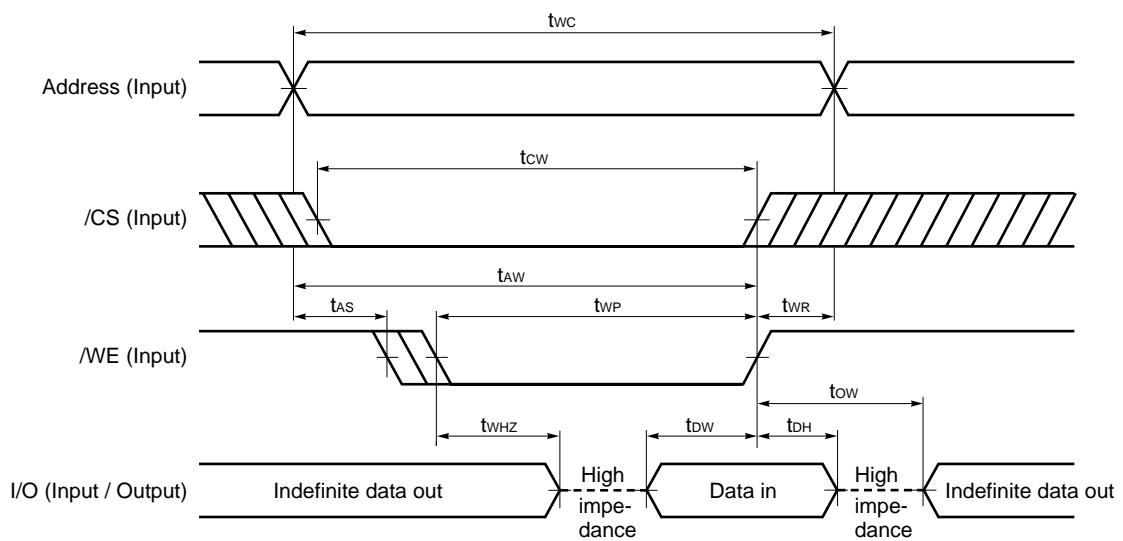 tWC
Address (Input)
tCW
/CS (Input)
tAW
tAS
tWP
tWR
/WE (Input)
tOW
tWHZ
tDW
tDH
I/O (Input / Output)
Indefinite data out
High
impe-
dance
Data in
High
impe-
dance
Indefinite data out